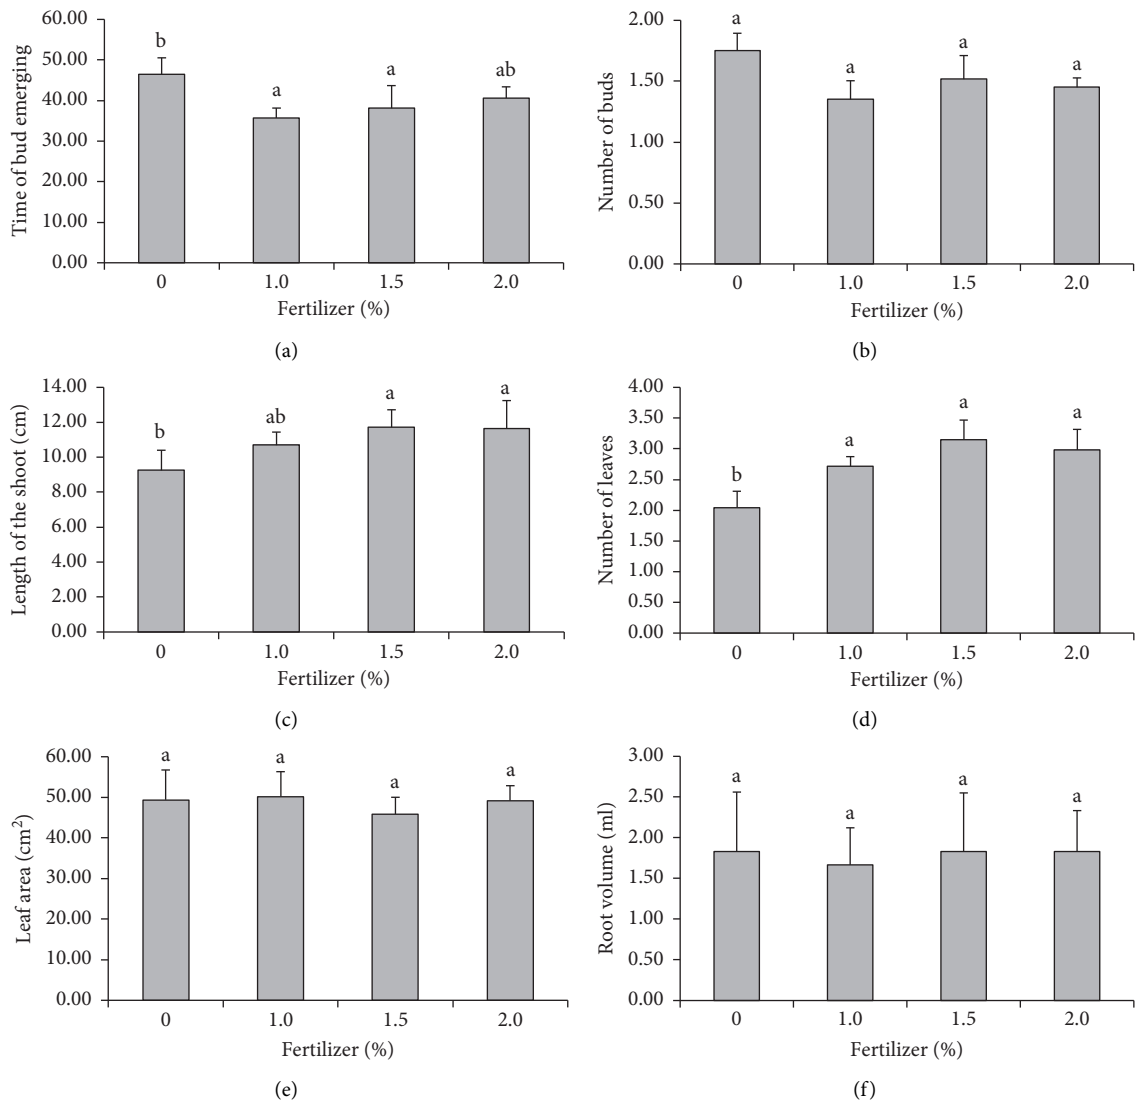 60.00
50.00
40.00
30.00
20.00
10.00
0.00
Time of bud emerging
b
a
a
ab
0 1.0 1.5 2.0
Fertilizer (%)
(a)
2.00
1.50
1.00
0.50
0.00
Number of buds
a
a
a
a
0 1.0 1.5 2.0
Fertilizer (%)
(b)
14.00
12.00
10.00
8.00
6.00
4.00
2.00
0.00
Length of the shoot (cm)
b
ab
a
a
0 1.0 1.5 2.0
Fertilizer (%)
(c)
4.00
3.50
3.00
2.50
2.00
1.50
1.00
0.50
0.00
Number of leaves
b
a
a
a
0 1.0 1.5 2.0
Fertilizer (%)
(d)
60.00
50.00
40.00
30.00
20.00
10.00
0.00
Leaf area (cm²)
a
a
a
a
0 1.0 1.5 2.0
Fertilizer (%)
(e)
3.00
2.50
2.00
1.50
1.00
0.50
0.00
Root volume (ml)
a
a
a
a
0 1.0 1.5 2.0
Fertilizer (%)
(f)